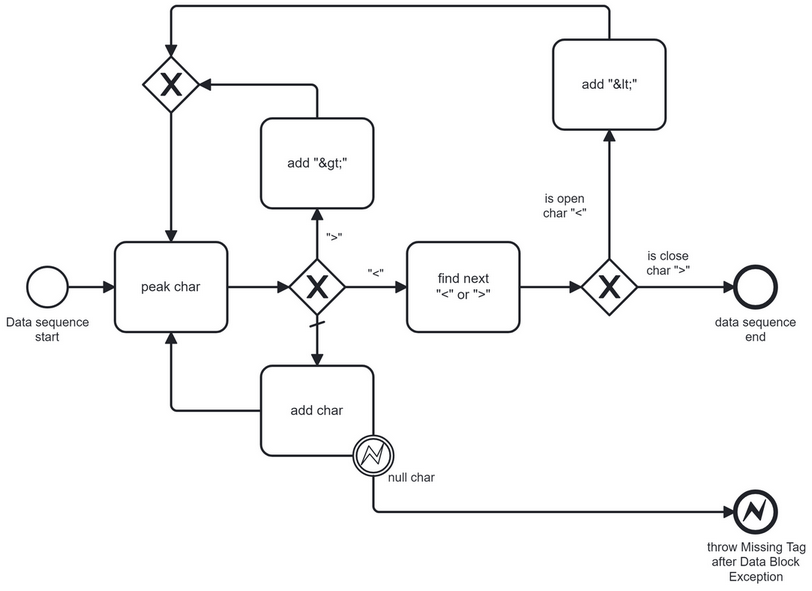 add "&lt;"
add "&gt;"
is open
char "<"
">"
is close
char ">"
"<"
peak char
find next
"<" or ">"
Data sequence
start
data sequence
end
add char
null char
throw Missing Tag
after Data Block
Exception